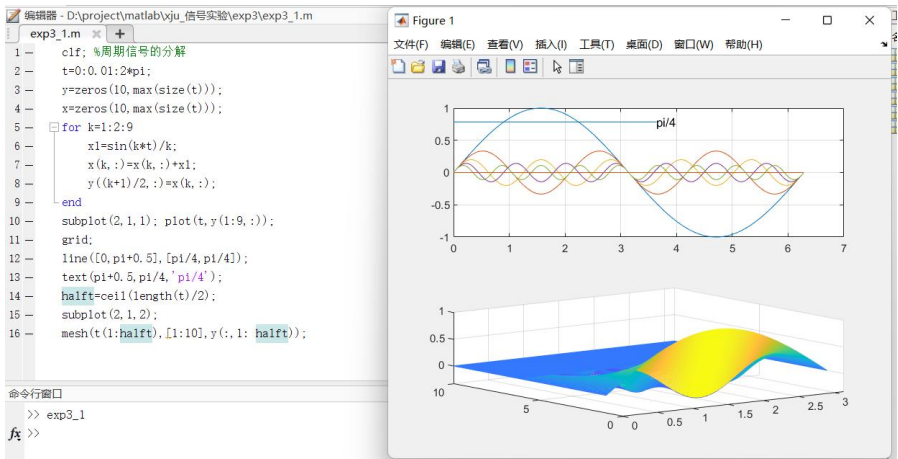 编辑器 - D:\project\matlab\xju_信号实验\exp3\exp3_1.m
exp3_1.m × +
1 — clf; %周期信号的分解
2 — t=0:0.01:2*pi;
3 — y=zeros(10,max(size(t)));
4 — x=zeros(10,max(size(t)));
5 — for k=1:2:9
6 — x1=sin(k*t)/k;
7 — x(k,:)=x(k,:)+x1;
8 — y((k+1)/2,:)=x(k,:);
9 — end
10 — subplot(2,1,1); plot(t,y(1:9,:));
11 — grid;
12 — line([0,pi+0.5],[pi/4,pi/4]);
13 — text(pi+0.5,pi/4,'pi/4');
14 — halft=ceil(length(t)/2);
15 — subplot(2,1,2);
16 — mesh(t(1:halft),[1:10],y(:,1: halft));
命令行窗口
>> exp3_1
fx >>
Figure 1
文件(F) 编辑(E) 查看(V) 插入(I) 工具(T) 桌面(D) 窗口(W) 帮助(H)
1
0.5
0
-0.5
-1
pi/4
0 1 2 3 4 5 6 7
1
0.5
0
10
5
0
0 0.5 1 1.5 2 2.5 3